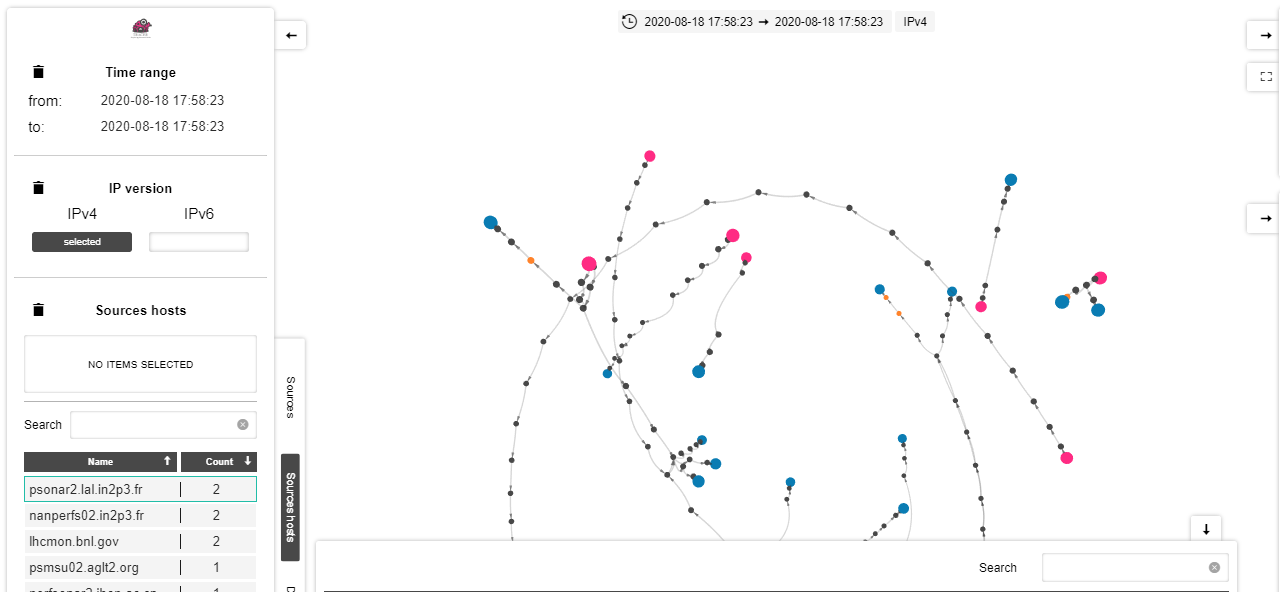 2020-08-18 17:58:23 → 2020-08-18 17:58:23 IPv4
Time range
from: 2020-08-18 17:58:23
to: 2020-08-18 17:58:23
IP version
IPv4 IPv6
selected
Sources hosts
NO ITEMS SELECTED
Search
Name ↑ Count ↓
psonar2.lal.in2p3.fr 2
nanperfs02.in2p3.fr 2
lhcmon.bnl.gov 2
psmsu02.aglt2.org 1
Sources
Sources hosts
Search